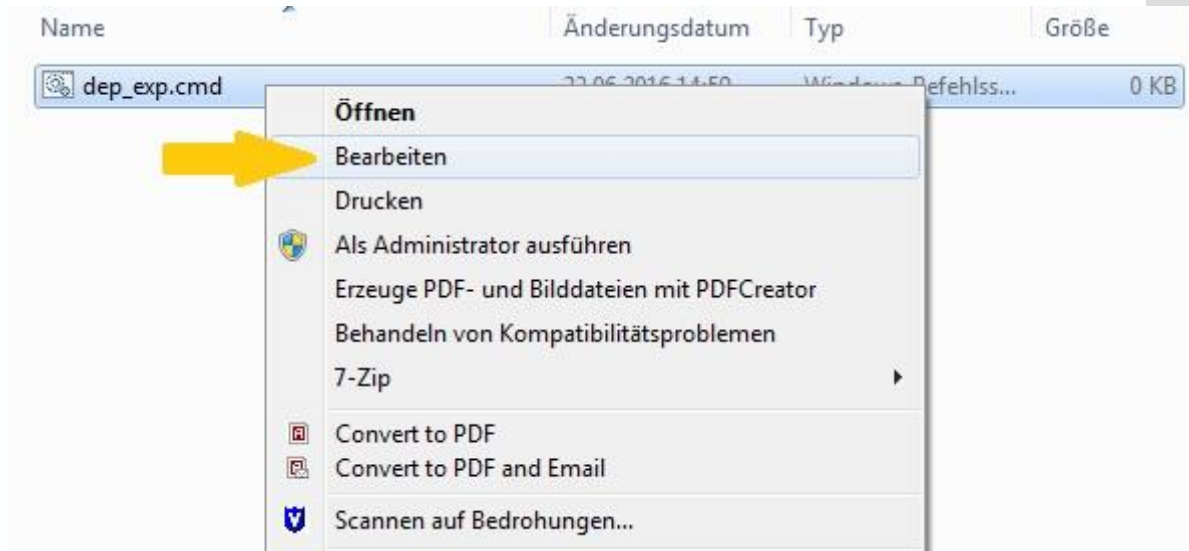 Name Änderungsdatum Typ Größe
dep_exp.cmd 0 KB
Öffnen
Bearbeiten
Drucken
Als Administrator ausführen
Erzeuge PDF- und Bilddateien mit PDFCreator
Behandeln von Kompatibilitätsproblemen
7-Zip
Convert to PDF
Convert to PDF and Email
Scannen auf Bedrohungen...